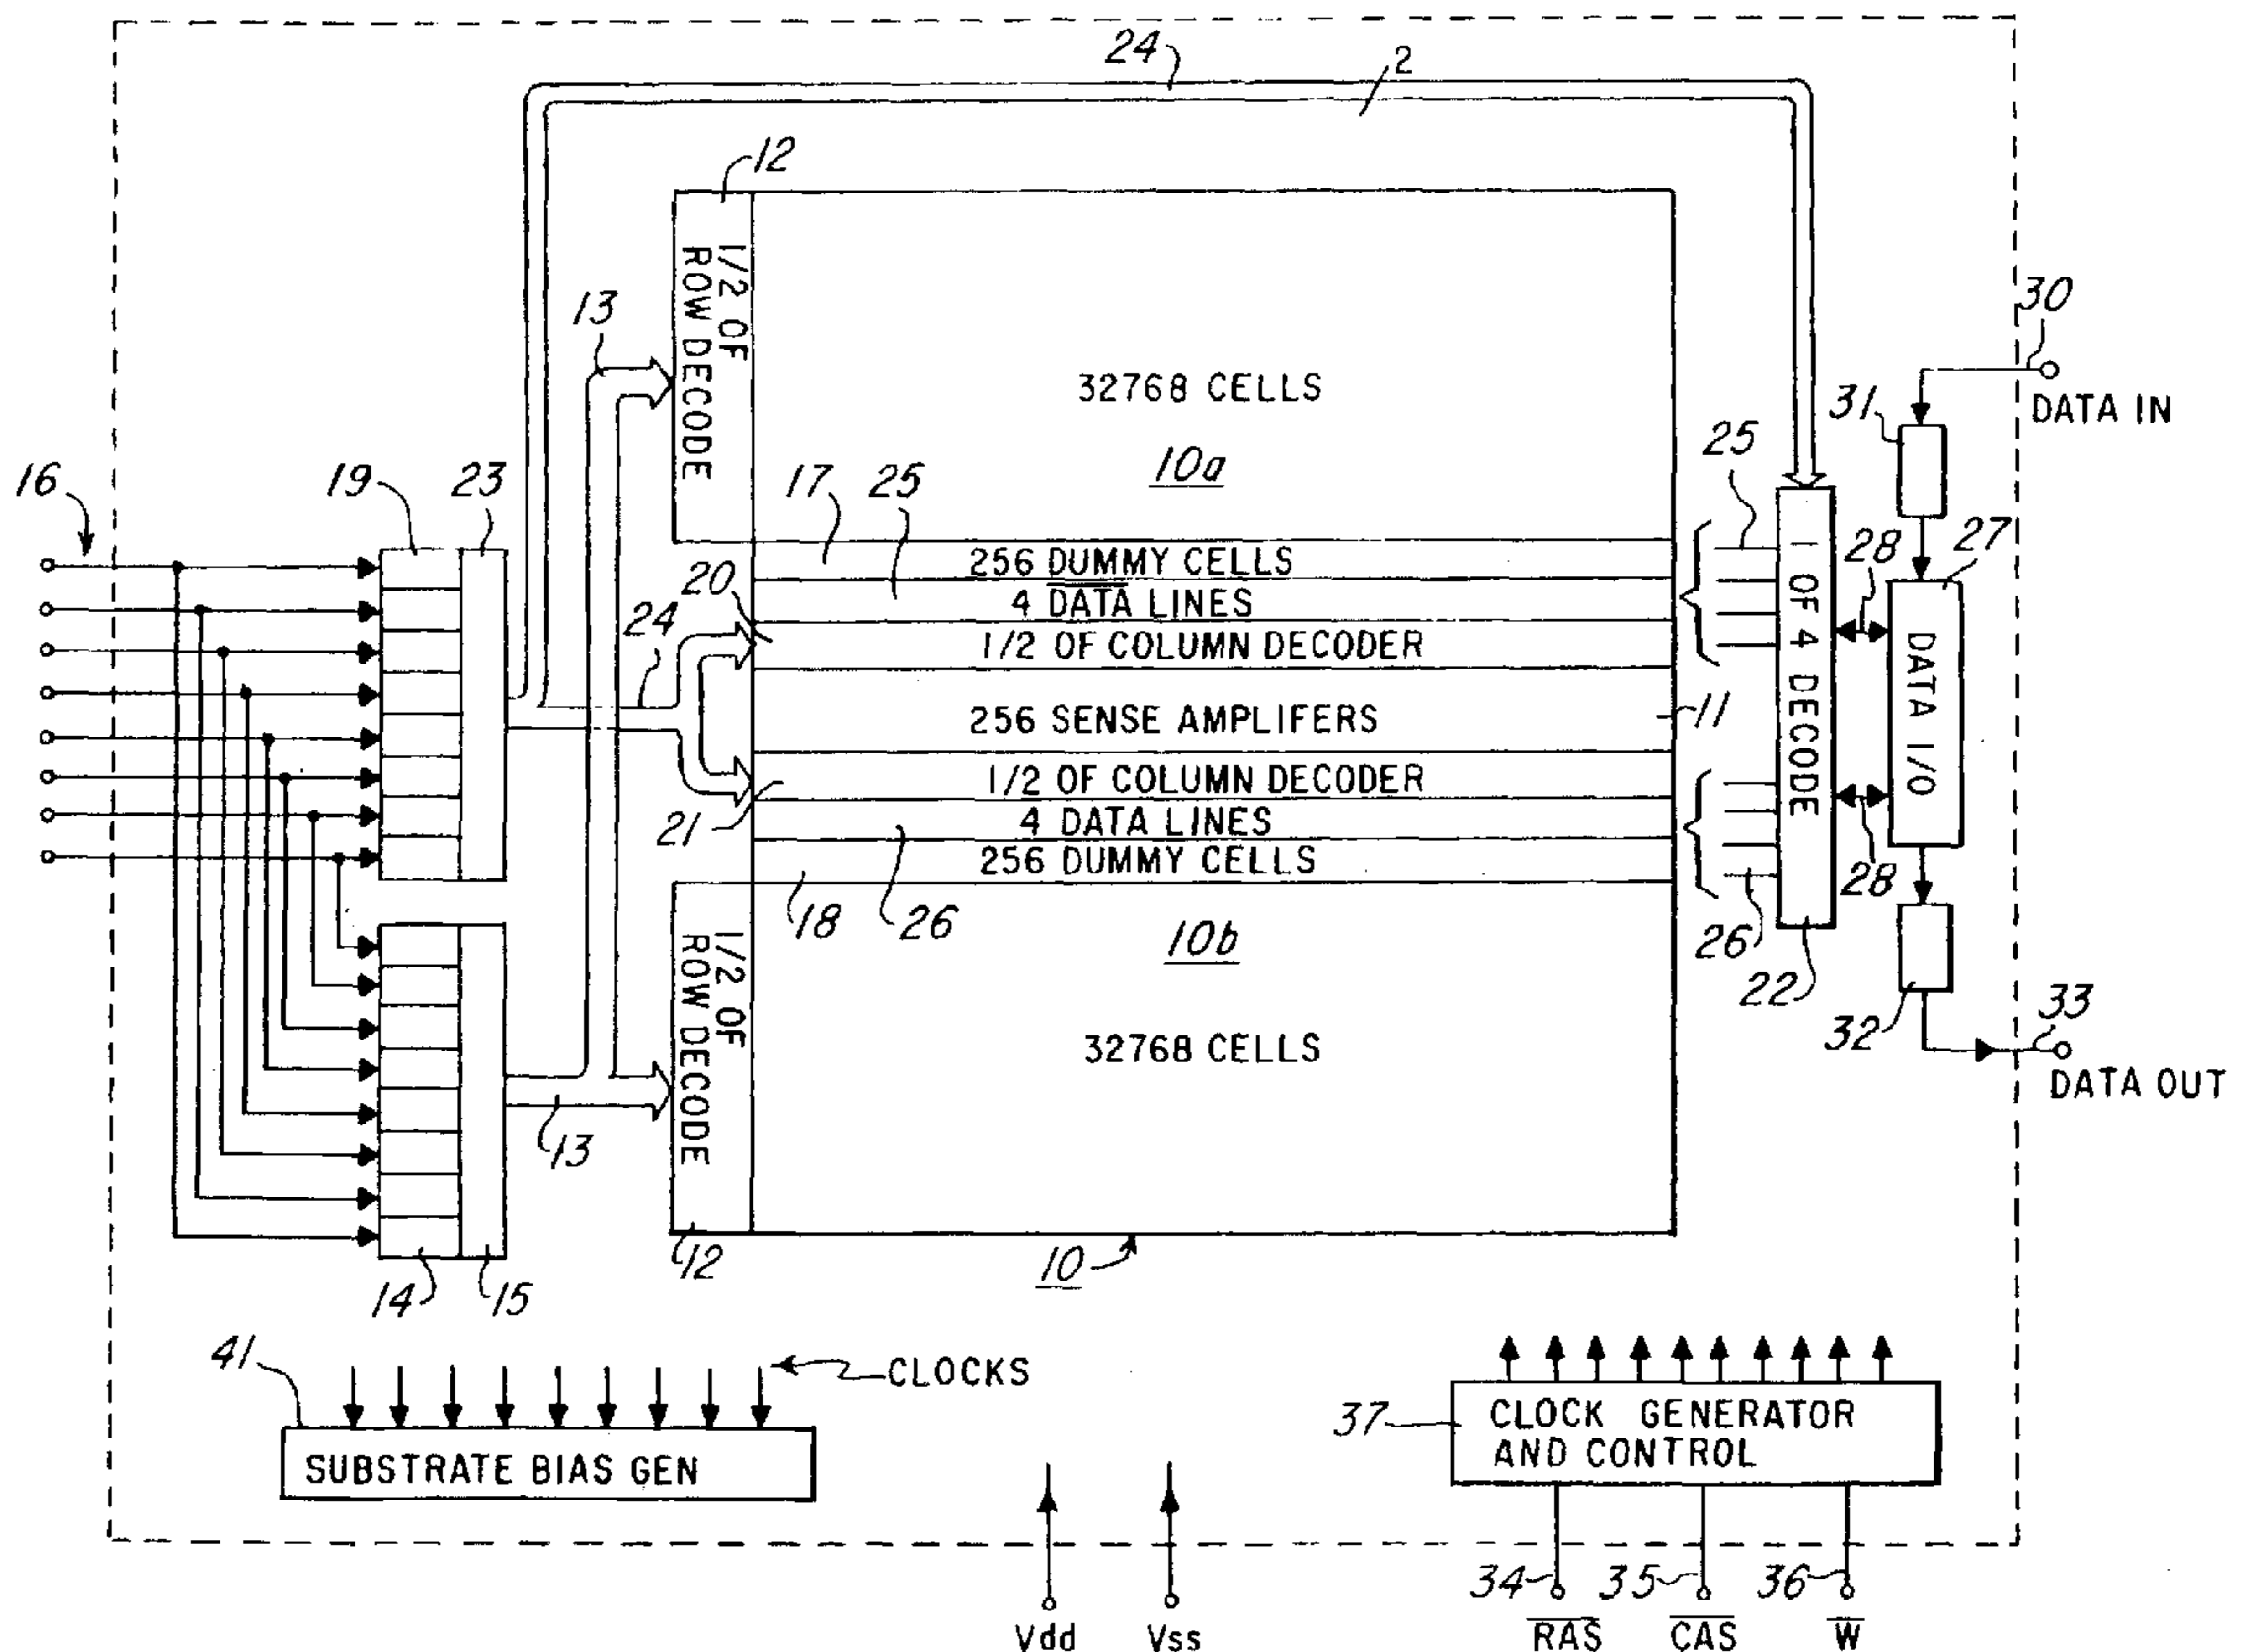 24
2
12
1/2 OF
ROW DECODE
13
30
32768 CELLS
31
DATA IN
10a
25
16
19
23
17
25
28
27
256 DUMMY CELLS
20
4 D̅A̅T̅A̅ LINES
24
1/2 OF COLUMN DECODER
1 OF 4 DECODE
DATA I/O
256 SENSE AMPLIFERS
11
1/2 OF COLUMN DECODER
21
4 DATA LINES
256 DUMMY CELLS
28
18
26
10b
26
22
1/2 OF
ROW DECODE
32
33
32768 CELLS
DATA OUT
13
12
10
14
15
41
CLOCKS
37
CLOCK GENERATOR
AND CONTROL
SUBSTRATE BIAS GEN
34
35
36
Vdd
Vss
R̅A̅S̅
C̅A̅S̅
W̅